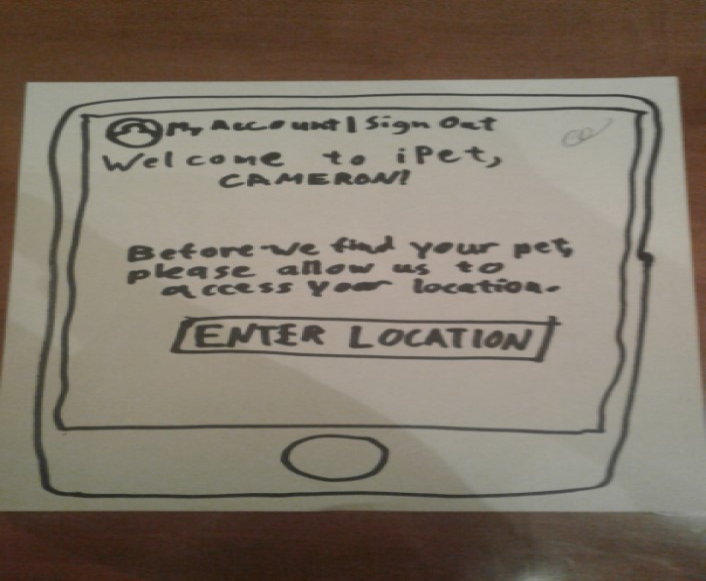 My Account | Sign Out
Welcome to iPet,
CAMERON!
Before we find your pet,
please allow us to
access your location.
ENTER LOCATION